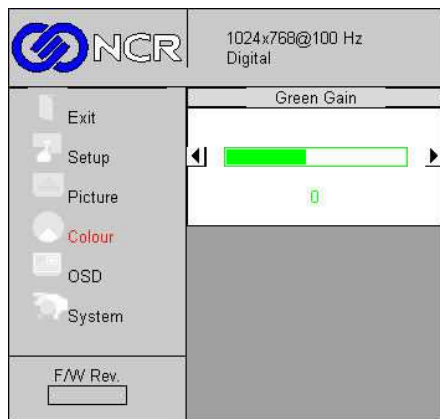 NCR
1024x768@100 Hz
Digital
Exit
Setup
Picture
Colour
OSD
System
F/W Rev.
Green Gain
0